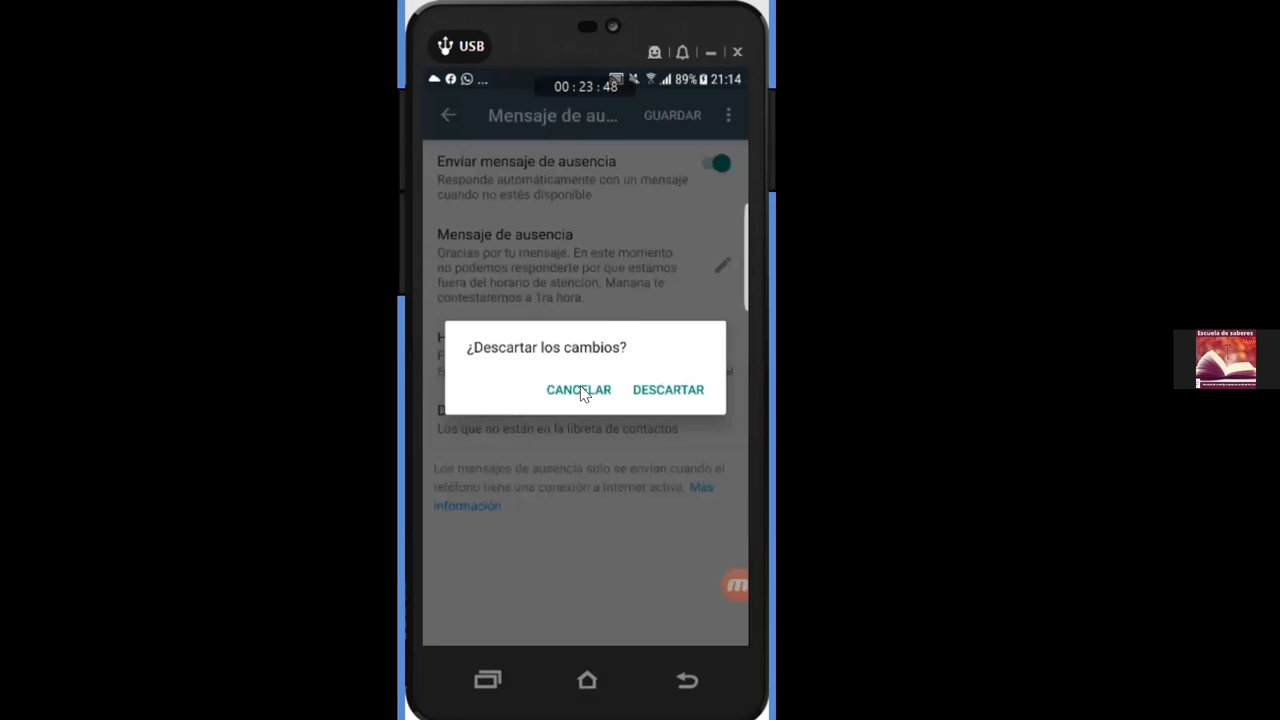 USB
... 89% 21:14
00 : 23 : 48
Mensaje de au... GUARDAR
Enviar mensaje de ausencia
Responde automáticamente con un mensaje
cuando no estés disponible
Mensaje de ausencia
Gracias por tu mensaje. En este momento
no podemos responderte por que estamos
fuera del horario de atencion. Manana te
contestaremos a 1ra hora.
¿Descartar los cambios?
CANCELAR DESCARTAR
Los que no están en la libreta de contactos
Los mensajes de ausencia solo se envían cuando el
teléfono tiene una conexión a Internet activa. Más
información
Escuela de saberes